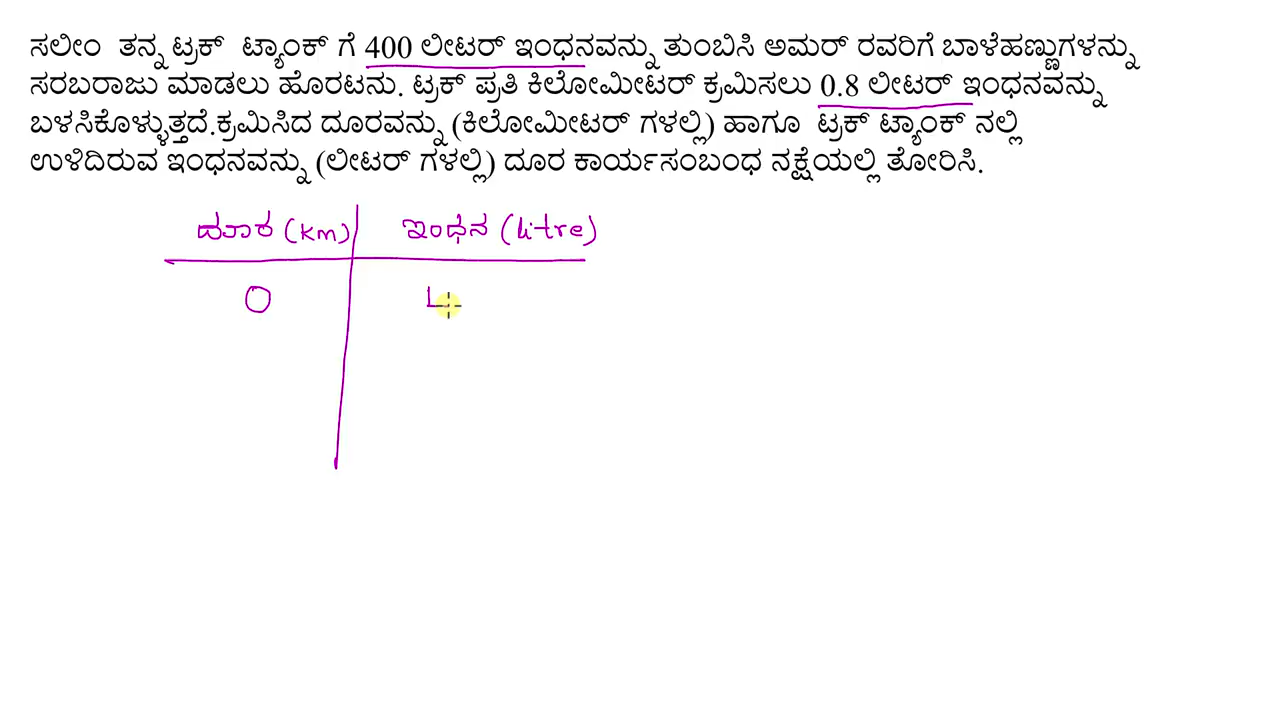 ಸಲೀಂ ತನ್ನ ಟ್ರಕ್ ಟ್ಯಾಂಕ್ ಗೆ 400 ಲೀಟರ್ ಇಂಧನವನ್ನು ತುಂಬಿಸಿ ಅಮರ್ ರವರಿಗೆ ಬಾಳೆಹಣ್ಣುಗಳನ್ನು
ಸರಬರಾಜು ಮಾಡಲು ಹೊರಟನು. ಟ್ರಕ್ ಪ್ರತಿ ಕಿಲೋಮೀಟರ್ ಕ್ರಮಿಸಲು 0.8 ಲೀಟರ್ ಇಂಧನವನ್ನು
ಬಳಸಿಕೊಳ್ಳುತ್ತದೆ.ಕ್ರಮಿಸಿದ ದೂರವನ್ನು (ಕಿಲೋಮೀಟರ್ ಗಳಲ್ಲಿ) ಹಾಗೂ ಟ್ರಕ್ ಟ್ಯಾಂಕ್ ನಲ್ಲಿ
ಉಳಿದಿರುವ ಇಂಧನವನ್ನು (ಲೀಟರ್ ಗಳಲ್ಲಿ) ದೂರ ಕಾರ್ಯಸಂಬಂಧ ನಕ್ಷೆಯಲ್ಲಿ ತೋರಿಸಿ.
ದೂರ (km) ಇಂಧನ (litre)
0